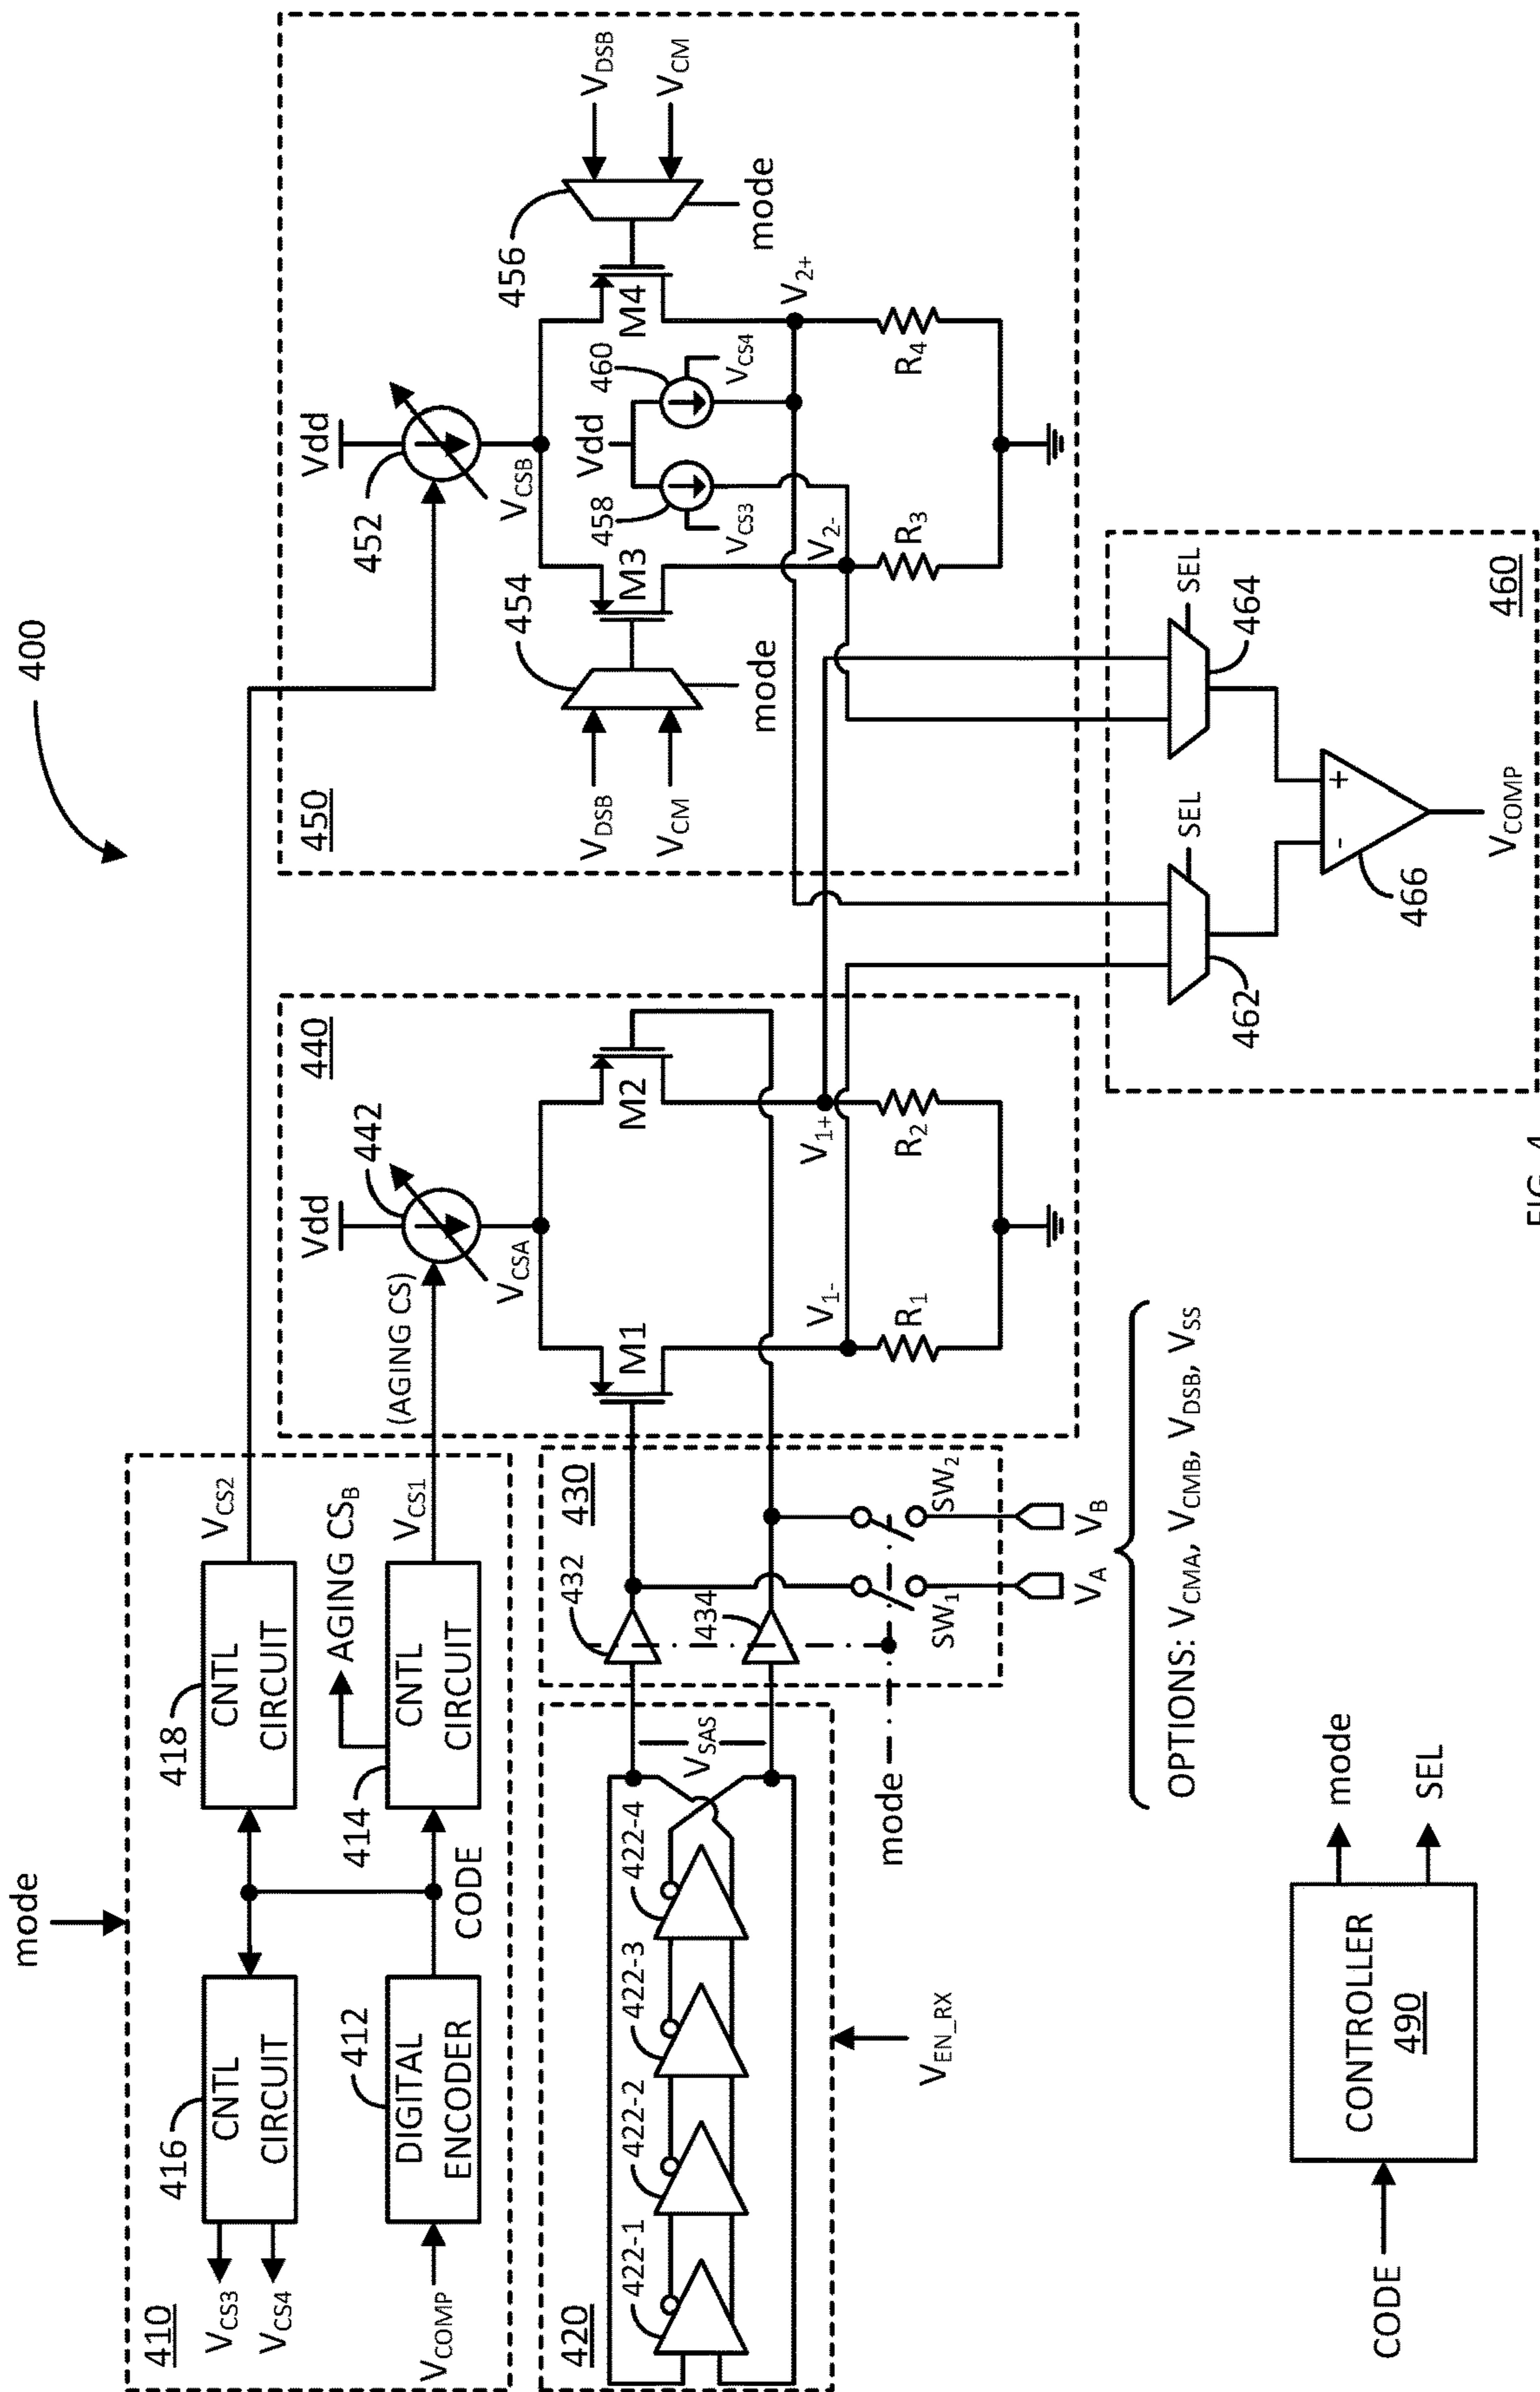 400
mode
410
416
CNTL
CIRCUIT
418
CNTL
CIRCUIT
V_CS3
V_CS4
V_CS2
412
DIGITAL
ENCODER
V_COMP
CODE
414
CNTL
CIRCUIT
AGING CS_B
V_CS1
(AGING CS)
420
422-1
422-2
422-3
422-4
V_SAS
V_EN_RX
mode
430
432
434
SW_1
SW_2
V_A
V_B
OPTIONS: V_CMA, V_CMB, V_DSB, V_SS
440
Vdd
442
V_CSA
M1
M2
V_1-
V_1+
R_1
R_2
450
Vdd
452
V_CSB
454
V_DSB
V_CM
mode
M3
M4
456
V_DSB
V_CM
mode
Vdd
458
460
V_CS3
V_CS4
V_2-
V_2+
R_3
R_4
460
462
SEL
464
SEL
-
+
466
V_COMP
CODE
CONTROLLER
490
mode
SEL